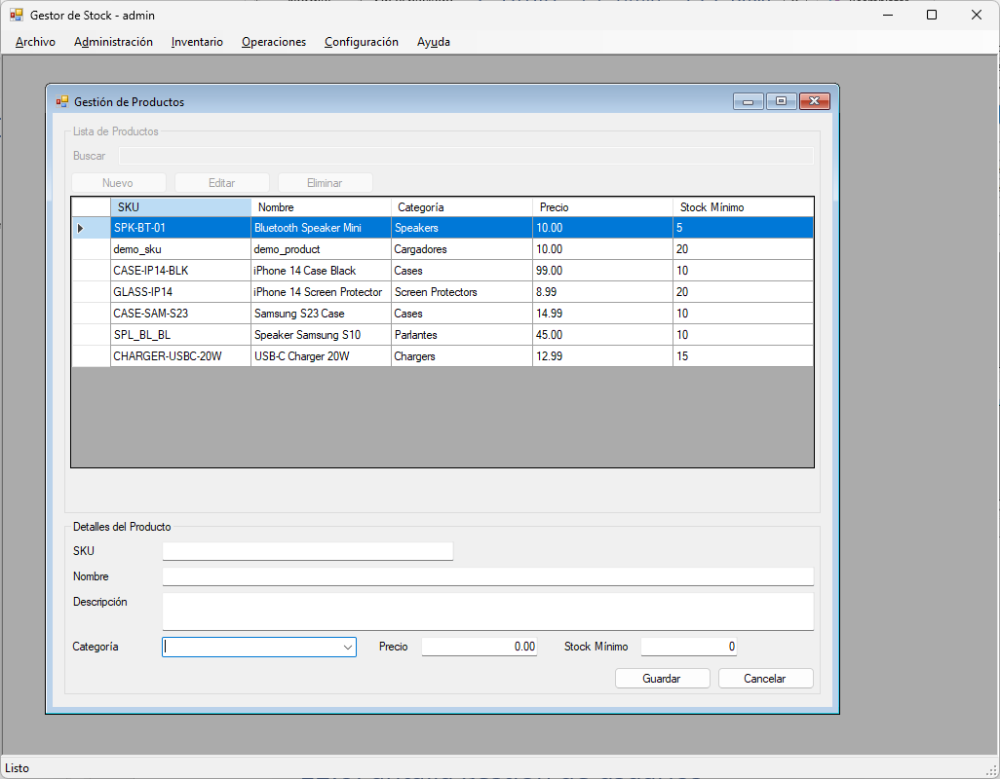 Gestor de Stock - admin
Archivo Administración Inventario Operaciones Configuración Ayuda
Gestión de Productos
Lista de Productos
Buscar
Nuevo Editar Eliminar
SKU Nombre Categoría Precio Stock Mínimo
SPK-BT-01 Bluetooth Speaker Mini Speakers 10.00 5
demo_sku demo_product Cargadores 10.00 20
CASE-IP14-BLK iPhone 14 Case Black Cases 99.00 10
GLASS-IP14 iPhone 14 Screen Protector Screen Protectors 8.99 20
CASE-SAM-S23 Samsung S23 Case Cases 14.99 10
SPL_BL_BL Speaker Samsung S10 Parlantes 45.00 10
CHARGER-USBC-20W USB-C Charger 20W Chargers 12.99 15
Detalles del Producto
SKU
Nombre
Descripción
Categoría Precio 0.00 Stock Mínimo 0
Guardar Cancelar
Listo